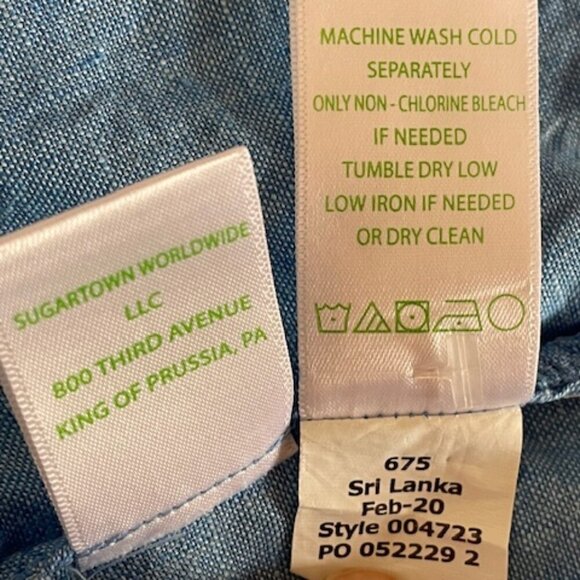 MACHINE WASH COLD
SEPARATELY
ONLY NON - CHLORINE BLEACH
IF NEEDED
TUMBLE DRY LOW
LOW IRON IF NEEDED
OR DRY CLEAN
SUGARTOWN WORLDWIDE
LLC
800 THIRD AVENUE
KING OF PRUSSIA, PA
675
Sri Lanka
Feb-20
Style 004723
PO 052229 2